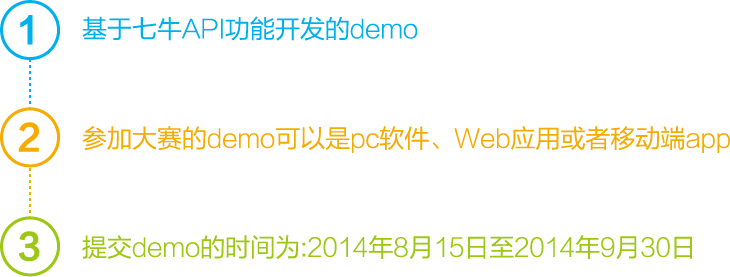 1 基于七牛API功能开发的demo
2 参加大赛的demo可以是pc软件、Web应用或者移动端app
3 提交demo的时间为:2014年8月15日至2014年9月30日